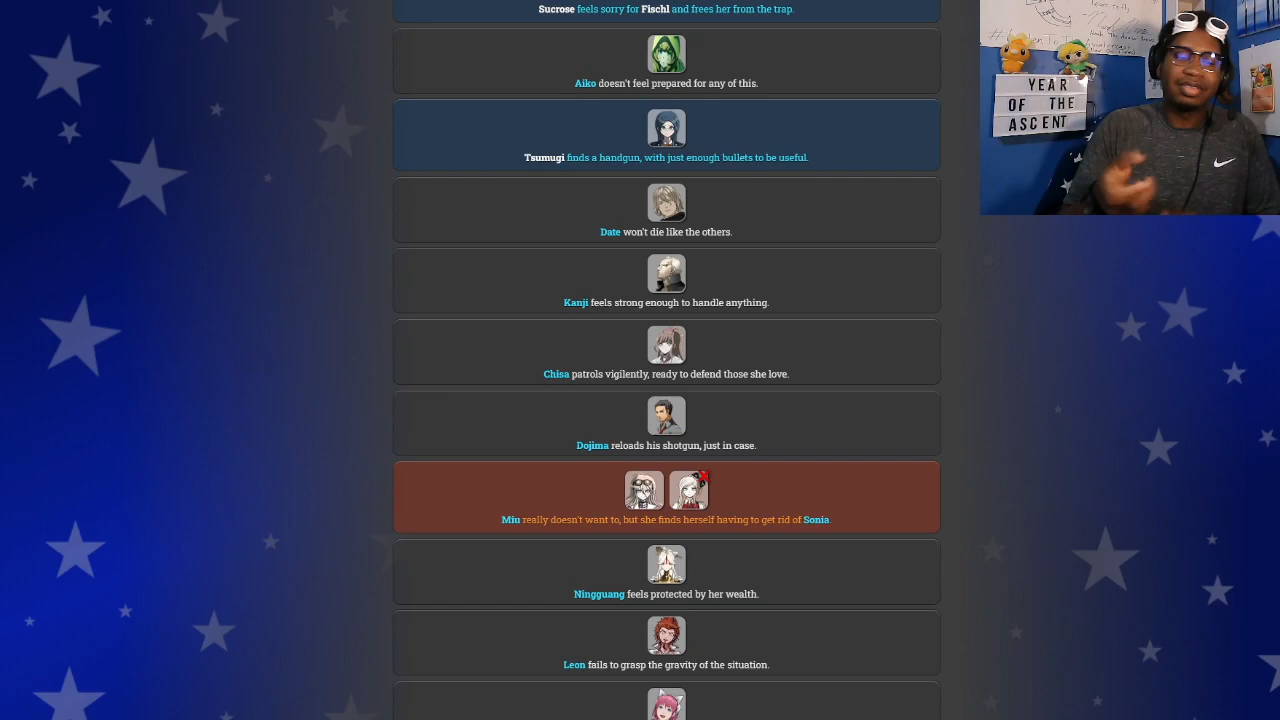 Sucrose feels sorry for Fischl and frees her from the trap.
Aiko doesn't feel prepared for any of this.
Tsumugi finds a handgun, with just enough bullets to be useful.
Date won't die like the others.
Kanji feels strong enough to handle anything.
Chisa patrols vigilently, ready to defend those she love.
Dojima reloads his shotgun, just in case.
Miu really doesn't want to, but she finds herself having to get rid of Sonia.
Ningguang feels protected by her wealth.
Leon fails to grasp the gravity of the situation.
YEAR
OF THE
ASCENT